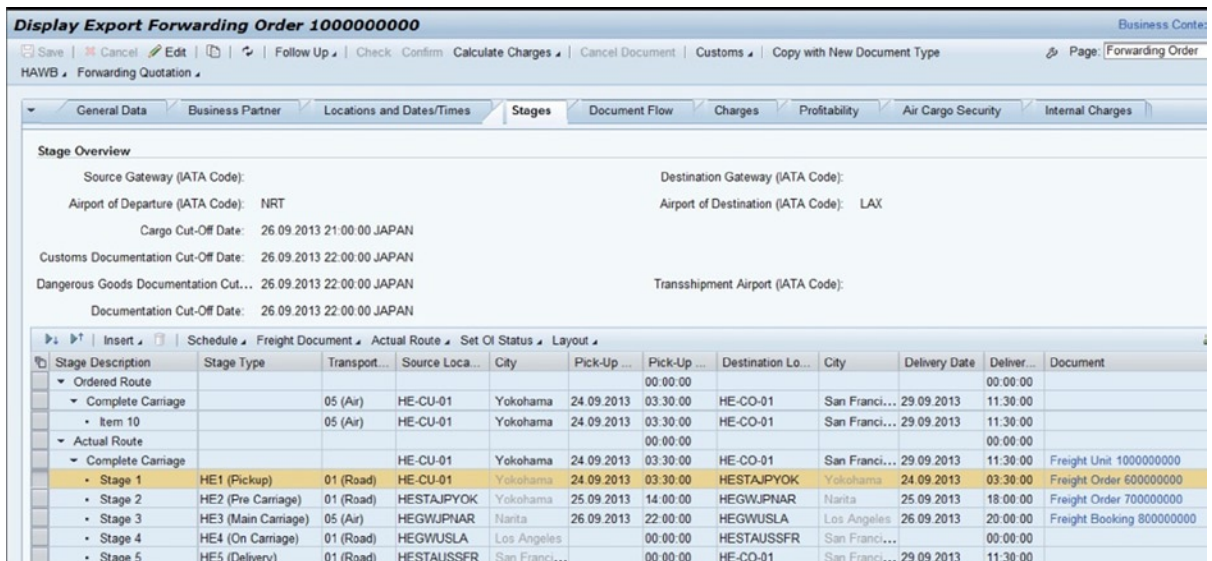 Display Export Forwarding Order 1000000000
Save | Cancel Edit | | | Follow Up | Check Confirm Calculate Charges | Cancel Document | Customs | Copy with New Document Type Page: Forwarding Order
HAWB Forwarding Quotation
General Data Business Partner Locations and Dates/Times Stages Document Flow Charges Profitability Air Cargo Security Internal Charges
Stage Overview
Source Gateway (IATA Code): Destination Gateway (IATA Code):
Airport of Departure (IATA Code): NRT Airport of Destination (IATA Code): LAX
Cargo Cut-Off Date: 26.09.2013 21:00:00 JAPAN
Customs Documentation Cut-Off Date: 26.09.2013 22:00:00 JAPAN
Dangerous Goods Documentation Cut... 26.09.2013 22:00:00 JAPAN Transshipment Airport (IATA Code):
Documentation Cut-Off Date: 26.09.2013 22:00:00 JAPAN
Insert | Schedule Freight Document Actual Route Set OI Status Layout
Stage Description Stage Type Transport... Source Loca... City Pick-Up ... Pick-Up ... Destination Lo... City Delivery Date Deliver... Document
Ordered Route 00:00:00 00:00:00
Complete Carriage 05 (Air) HE-CU-01 Yokohama 24.09.2013 03:30:00 HE-CO-01 San Franci... 29.09.2013 11:30:00
Item 10 05 (Air) HE-CU-01 Yokohama 24.09.2013 03:30:00 HE-CO-01 San Franci... 29.09.2013 11:30:00
Actual Route 00:00:00 00:00:00
Complete Carriage HE-CU-01 Yokohama 24.09.2013 03:30:00 HE-CO-01 San Franci... 29.09.2013 11:30:00 Freight Unit 1000000000
Stage 1 HE1 (Pickup) 01 (Road) HE-CU-01 Yokohama 24.09.2013 03:30:00 HESTAJPYOK Yokohama 24.09.2013 03:30:00 Freight Order 600000000
Stage 2 HE2 (Pre Carriage) 01 (Road) HESTAJPYOK Yokohama 25.09.2013 14:00:00 HEGWJPNAR Narita 25.09.2013 18:00:00 Freight Order 700000000
Stage 3 HE3 (Main Carriage) 05 (Air) HEGWJPNAR Narita 26.09.2013 22:00:00 HEGWUSLA Los Angeles 26.09.2013 20:00:00 Freight Booking 800000000
Stage 4 HE4 (On Carriage) 01 (Road) HEGWUSLA Los Angeles 00:00:00 HESTAUSSFR San Franci... 00:00:00
Stage 5 HE5 (Delivery) 01 (Road) HESTAUSSFR San Franci... 00:00:00 HE-CO-01 San Franci... 29.09.2013 11:30:00